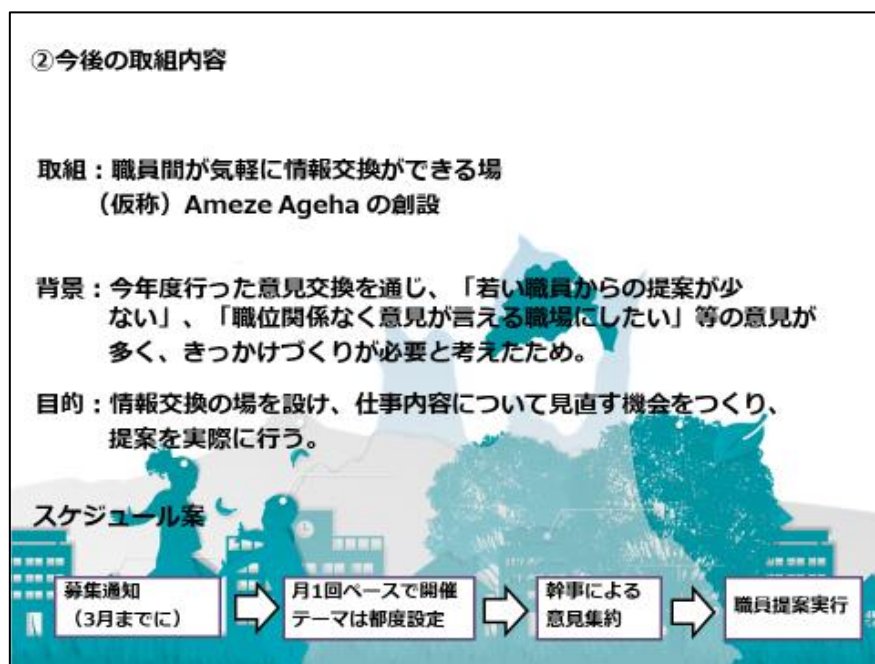 ②今後の取組内容
取組：職員間が気軽に情報交換ができる場
（仮称）Ameze Ageha の創設
背景：今年度行った意見交換を通じ、「若い職員からの提案が少
ない」、「職位関係なく意見が言える職場にしたい」等の意見が
多く、きっかけづくりが必要と考えたため。
目的：情報交換の場を設け、仕事内容について見直す機会をつくり、
提案を実際に行う。
スケジュール案
募集通知
（3月までに）
月1回ペースで開催
テーマは都度設定
幹事による
意見集約
職員提案実行